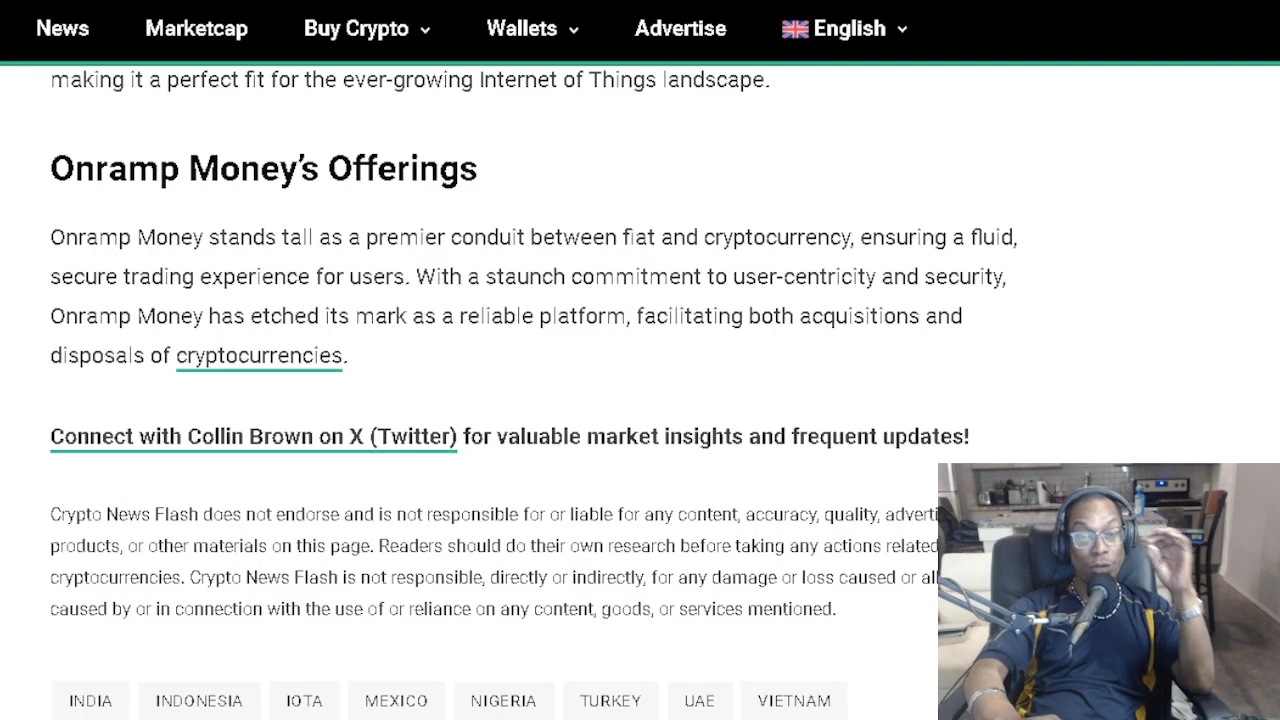 News Marketcap Buy Crypto Wallets Advertise English
making it a perfect fit for the ever-growing Internet of Things landscape.
Onramp Money’s Offerings
Onramp Money stands tall as a premier conduit between fiat and cryptocurrency, ensuring a fluid,
secure trading experience for users. With a staunch commitment to user-centricity and security,
Onramp Money has etched its mark as a reliable platform, facilitating both acquisitions and
disposals of cryptocurrencies.
Connect with Collin Brown on X (Twitter) for valuable market insights and frequent updates!
Crypto News Flash does not endorse and is not responsible for or liable for any content, accuracy, quality,
products, or other materials on this page. Readers should do their own research before taking any actions related
cryptocurrencies. Crypto News Flash is not responsible, directly or indirectly, for any damage or loss caused or
caused by or in connection with the use of or reliance on any content, goods, or services mentioned.
INDIA INDONESIA IOTA MEXICO NIGERIA TURKEY UAE VIETNAM